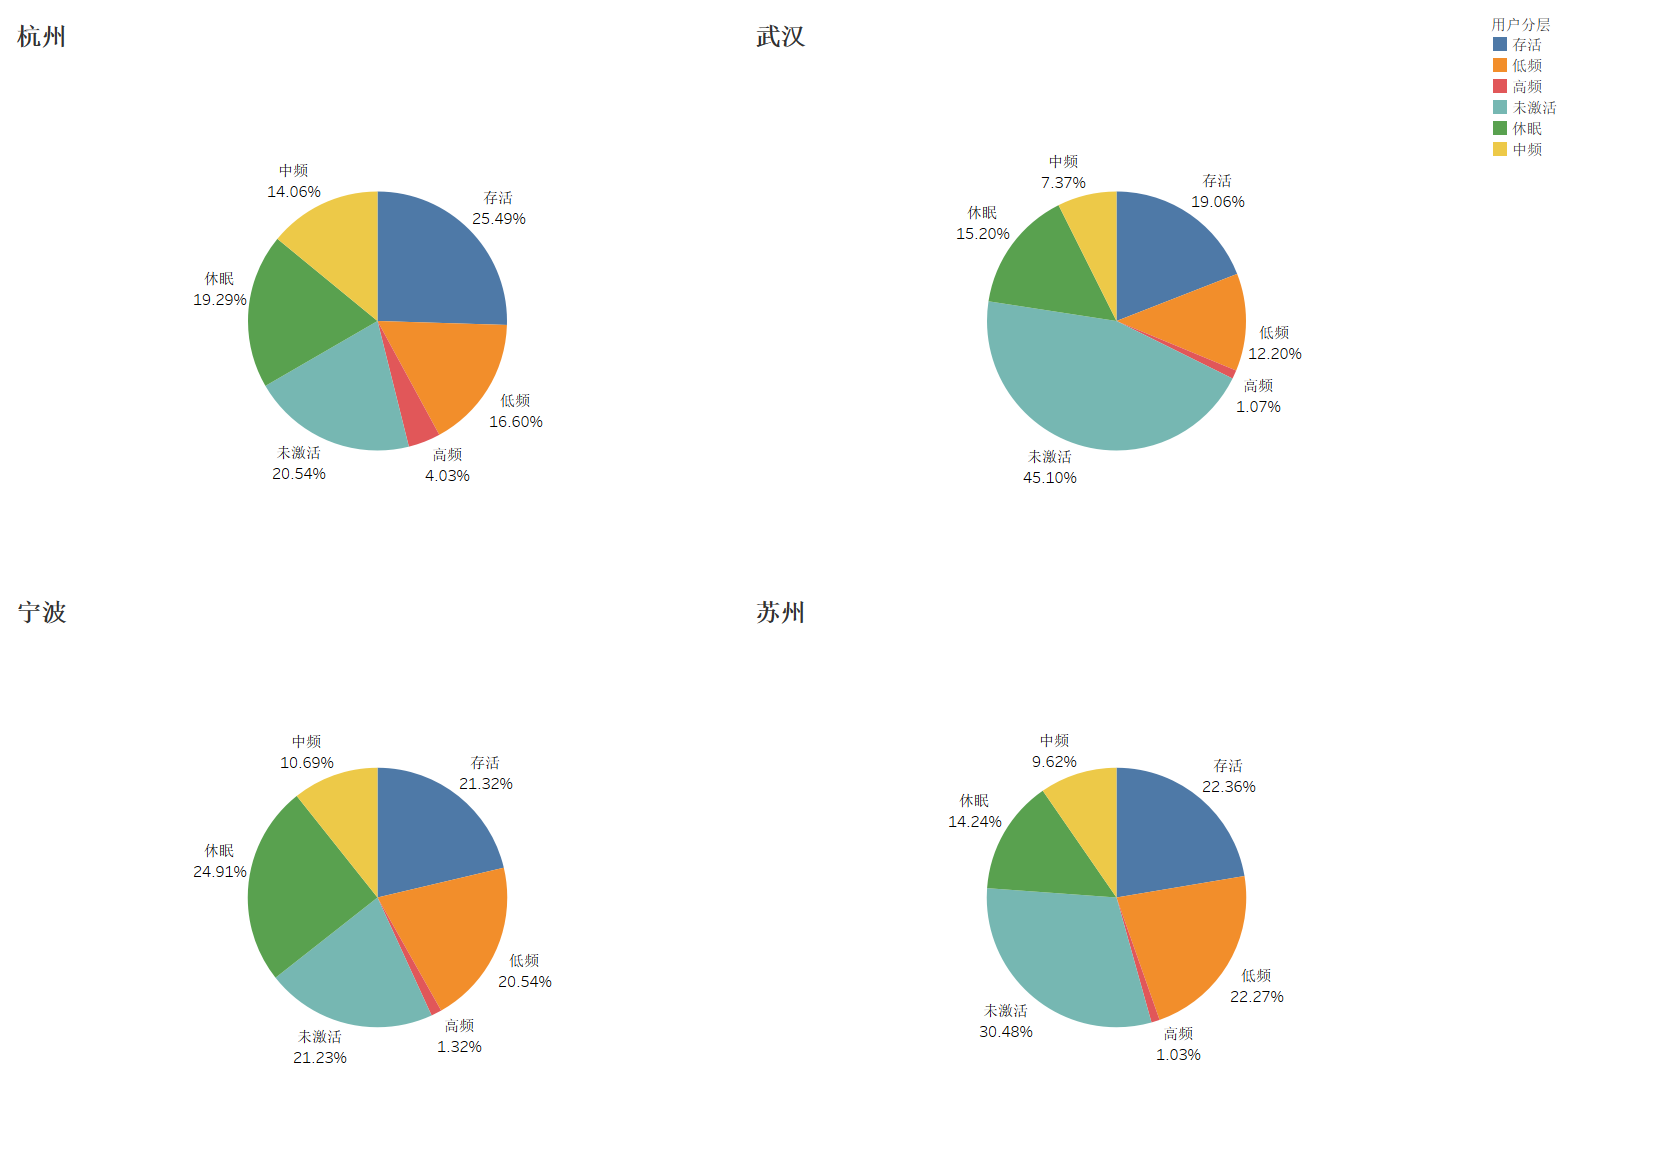 杭州
中频
14.06%
存活
25.49%
休眠
19.29%
低频
16.60%
未激活
20.54%
高频
4.03%
武汉
中频
7.37%
存活
19.06%
休眠
15.20%
低频
12.20%
高频
1.07%
未激活
45.10%
用户分层
存活
低频
高频
未激活
休眠
中频
宁波
中频
10.69%
存活
21.32%
休眠
24.91%
低频
20.54%
高频
1.32%
未激活
21.23%
苏州
中频
9.62%
存活
22.36%
休眠
14.24%
低频
22.27%
未激活
30.48%
高频
1.03%